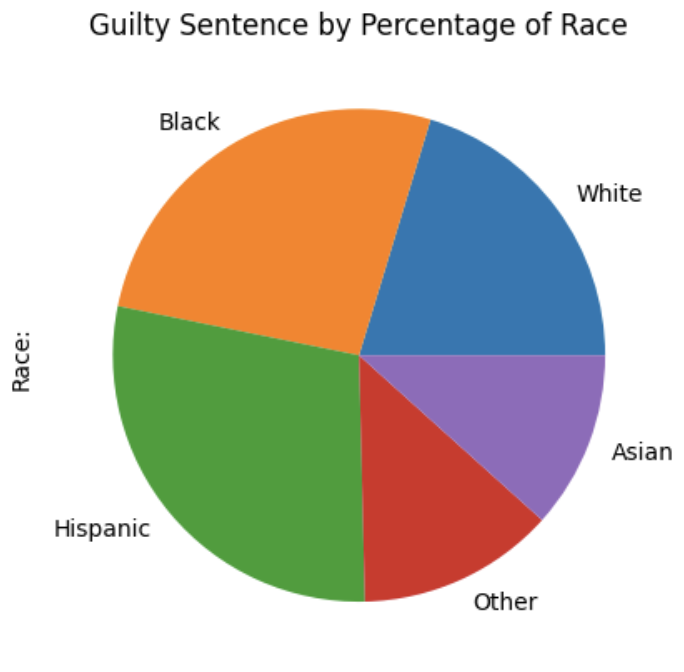 Guilty Sentence by Percentage of Race
Black
White
Race:
Asian
Hispanic
Other